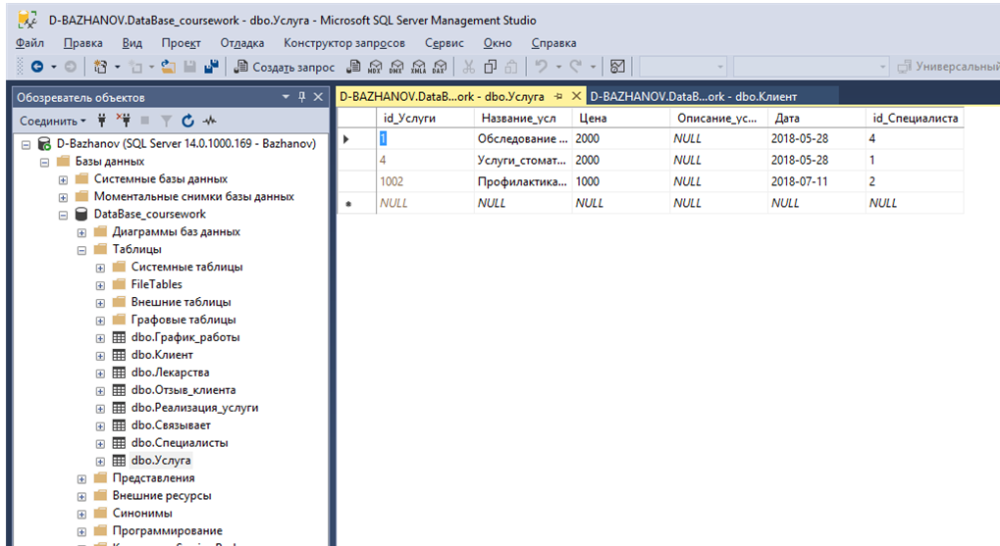 D-BAZHANOV.DataBase_coursework - dbo.Услуга - Microsoft SQL Server Management Studio
Файл Правка Вид Проект Отладка Конструктор запросов Сервис Окно Справка
Создать запрос MDX DMX XMLA DAX Универсальный
Обозреватель объектов
D-BAZHANOV.DataB...ork - dbo.Услуга D-BAZHANOV.DataB...ork - dbo.Клиент
Соединить
D-Bazhanov (SQL Server 14.0.1000.169 - Bazhanov)
Базы данных
Системные базы данных
Моментальные снимки базы данных
DataBase_coursework
Диаграммы баз данных
Таблицы
Системные таблицы
FileTables
Внешние таблицы
Графовые таблицы
dbo.График_работы
dbo.Клиент
dbo.Лекарства
dbo.Отзыв_клиента
dbo.Реализация_услуги
dbo.Связывает
dbo.Специалисты
dbo.Услуга
Представления
Внешние ресурсы
Синонимы
Программирование
id_Услуги Название_усл Цена Описание_ус... Дата id_Специалиста
1 Обследование ... 2000 NULL 2018-05-28 4
4 Услуги_стомат... 2000 NULL 2018-05-28 1
1002 Профилактика... 1000 NULL 2018-07-11 2
NULL NULL NULL NULL NULL NULL